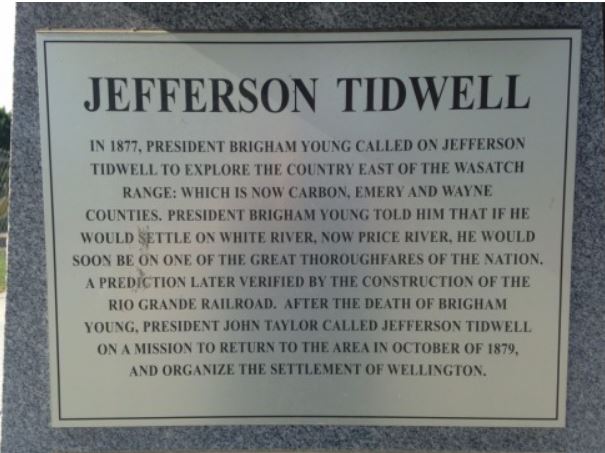 JEFFERSON TIDWELL
IN 1877, PRESIDENT BRIGHAM YOUNG CALLED ON JEFFERSON
TIDWELL TO EXPLORE THE COUNTRY EAST OF THE WASATCH
RANGE: WHICH IS NOW CARBON, EMERY AND WAYNE
COUNTIES. PRESIDENT BRIGHAM YOUNG TOLD HIM THAT IF HE
WOULD SETTLE ON WHITE RIVER, NOW PRICE RIVER, HE WOULD
SOON BE ON ONE OF THE GREAT THOROUGHFARES OF THE NATION.
A PREDICTION LATER VERIFIED BY THE CONSTRUCTION OF THE
RIO GRANDE RAILROAD. AFTER THE DEATH OF BRIGHAM
YOUNG, PRESIDENT JOHN TAYLOR CALLED JEFFERSON TIDWELL
ON A MISSION TO RETURN TO THE AREA IN OCTOBER OF 1879,
AND ORGANIZE THE SETTLEMENT OF WELLINGTON.